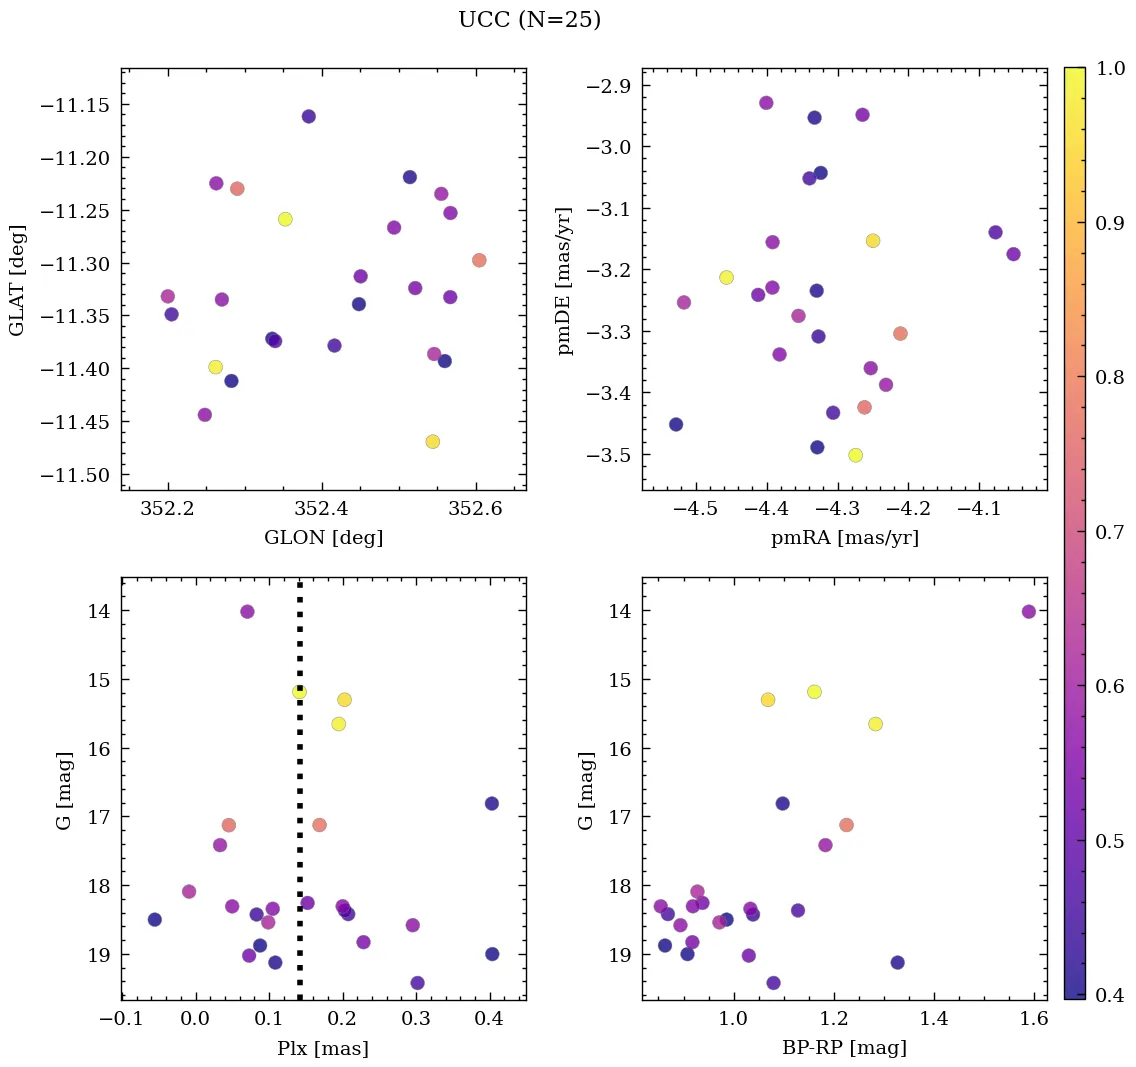 UCC (N=25)
−11.15
−11.20
−11.25
−11.30
−11.35
−11.40
−11.45
−11.50
GLAT [deg]
352.2 352.4 352.6
GLON [deg]
−2.9
−3.0
−3.1
−3.2
−3.3
−3.4
−3.5
pmDE [mas/yr]
−4.5 −4.4 −4.3 −4.2 −4.1
pmRA [mas/yr]
14
15
16
17
18
19
G [mag]
−0.1 0.0 0.1 0.2 0.3 0.4
Plx [mas]
14
15
16
17
18
19
G [mag]
1.0 1.2 1.4 1.6
BP-RP [mag]
1.0
0.9
0.8
0.7
0.6
0.5
0.4